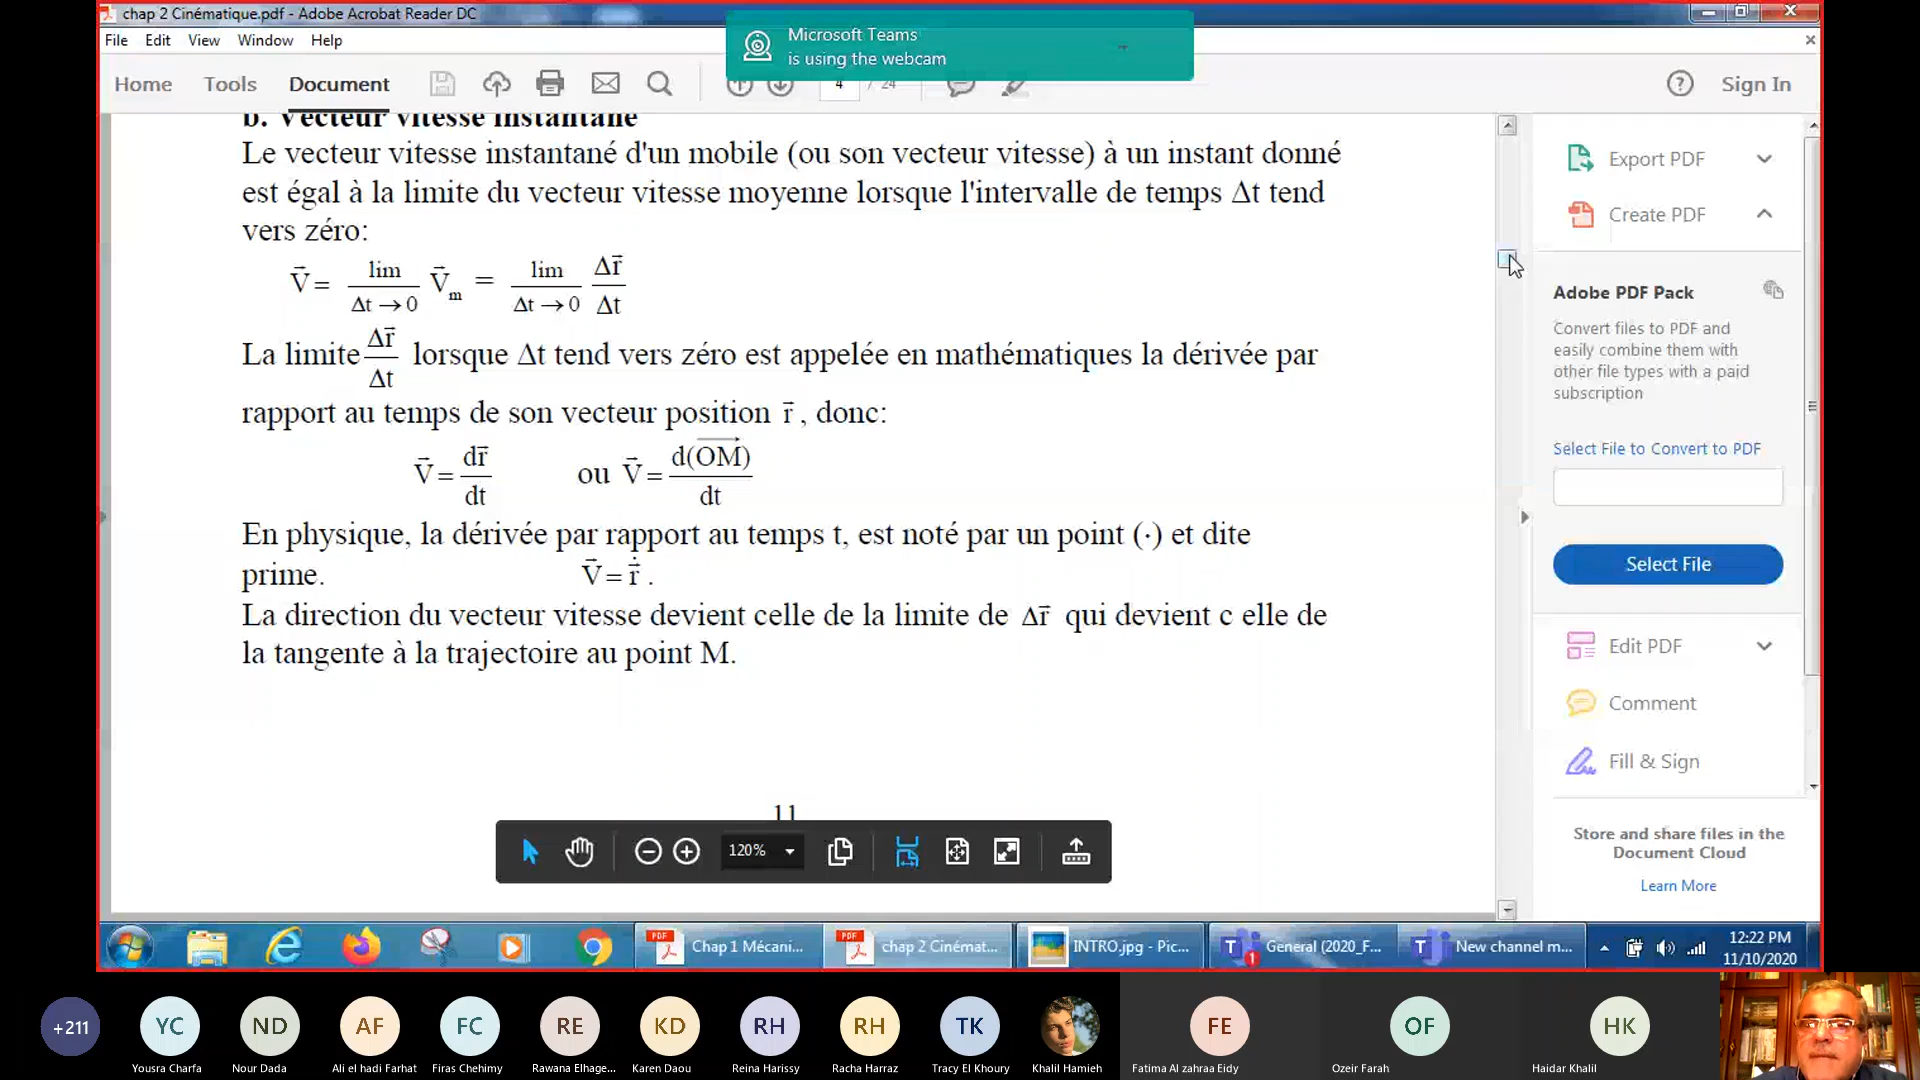 chap 2 Cinématique.pdf - Adobe Acrobat Reader DC
File Edit View Window Help
Microsoft Teams
is using the webcam
Home Tools Document 4 / 24 Sign In
b. Vecteur vitesse instantané
Le vecteur vitesse instantané d'un mobile (ou son vecteur vitesse) à un instant donné
est égal à la limite du vecteur vitesse moyenne lorsque l'intervalle de temps Δt tend
vers zéro:
V⃗ = lim/(Δt → 0) V⃗m = lim/(Δt → 0) Δr⃗/Δt
La limite Δr⃗/Δt lorsque Δt tend vers zéro est appelée en mathématiques la dérivée par
rapport au temps de son vecteur position r⃗ , donc:
V⃗ = dr⃗/dt ou V⃗ = d(OM⃗)/dt
En physique, la dérivée par rapport au temps t, est noté par un point (·) et dite
prime. V⃗ = ṙ⃗ .
La direction du vecteur vitesse devient celle de la limite de Δr⃗ qui devient c elle de
la tangente à la trajectoire au point M.
11
120%
Export PDF
Create PDF
Adobe PDF Pack
Convert files to PDF and
easily combine them with
other file types with a paid
subscription
Select File to Convert to PDF
Select File
Edit PDF
Comment
Fill & Sign
Store and share files in the
Document Cloud
Learn More
Chap 1 Mécani...
chap 2 Cinémat...
INTRO.jpg - Pic...
General (2020_F...
New channel m...
12:22 PM
11/10/2020
+211 YC ND AF FC RE KD RH RH TK FE OF HK
Yousra Charfa Nour Dada Ali el hadi Farhat Firas Chehimy Rawana Elhage... Karen Daou Reina Harissy Racha Harraz Tracy El Khoury Khalil Hamieh Fatima Al zahraa Eidy Ozeir Farah Haidar Khalil